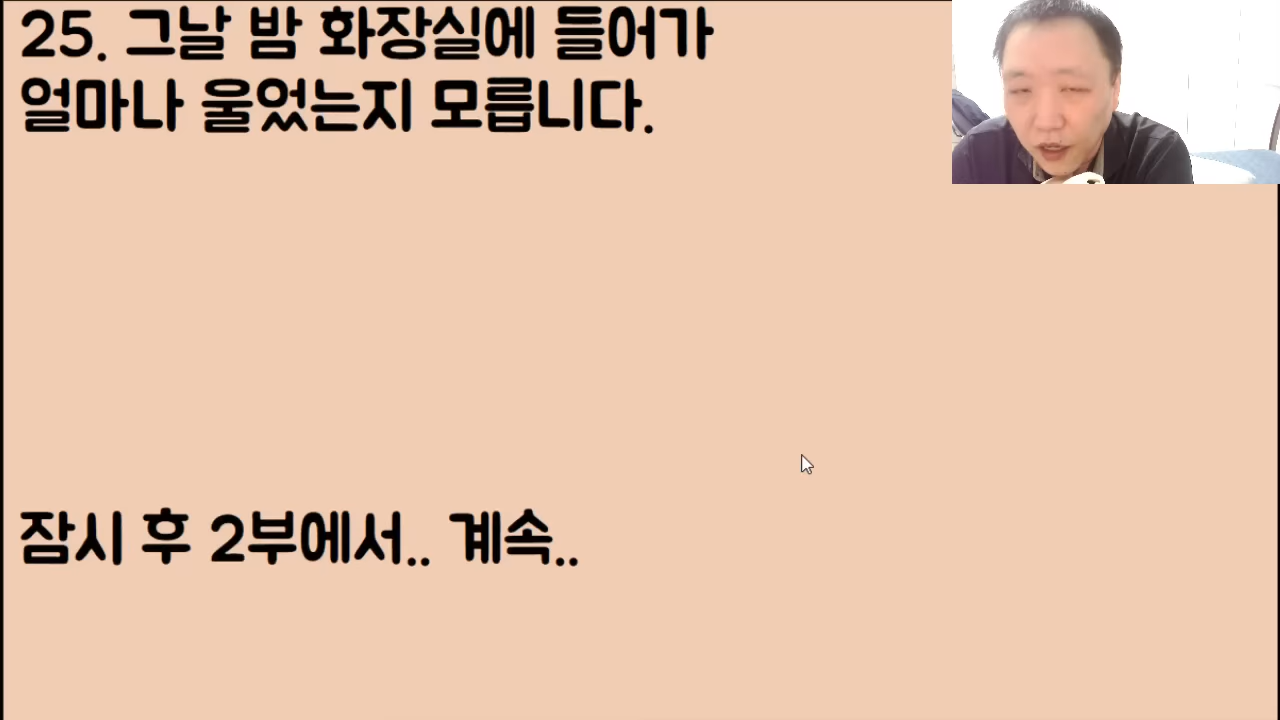 25. 그날 밤 화장실에 들어가
얼마나 울었는지 모릅니다.
잠시 후 2부에서.. 계속..